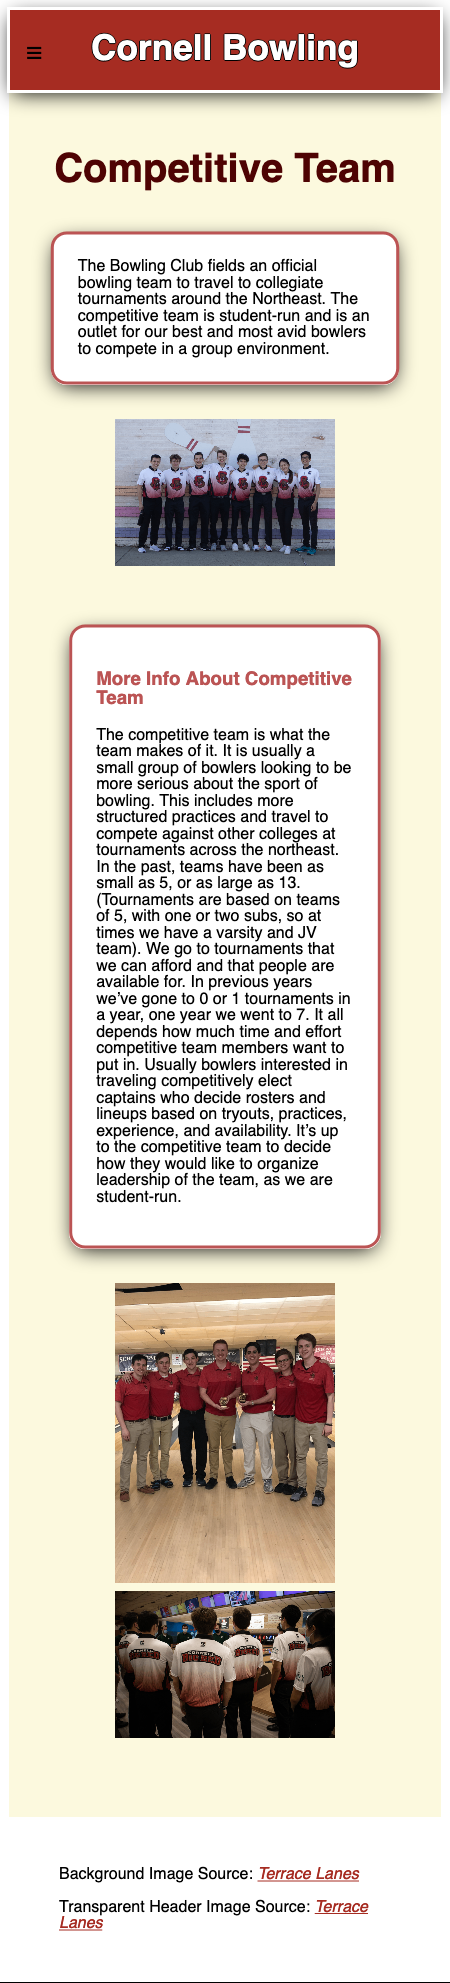 Cornell Bowling
Competitive Team
The Bowling Club fields an official
bowling team to travel to collegiate
tournaments around the Northeast. The
competitive team is student-run and is an
outlet for our best and most avid bowlers
to compete in a group environment.
More Info About Competitive
Team
The competitive team is what the
team makes of it. It is usually a
small group of bowlers looking to be
more serious about the sport of
bowling. This includes more
structured practices and travel to
compete against other colleges at
tournaments across the northeast.
In the past, teams have been as
small as 5, or as large as 13.
(Tournaments are based on teams
of 5, with one or two subs, so at
times we have a varsity and JV
team). We go to tournaments that
we can afford and that people are
available for. In previous years
we’ve gone to 0 or 1 tournaments in
a year, one year we went to 7. It all
depends how much time and effort
competitive team members want to
put in. Usually bowlers interested in
traveling competitively elect
captains who decide rosters and
lineups based on tryouts, practices,
experience, and availability. It’s up
to the competitive team to decide
how they would like to organize
leadership of the team, as we are
student-run.
Background Image Source: Terrace Lanes
Transparent Header Image Source: Terrace
Lanes